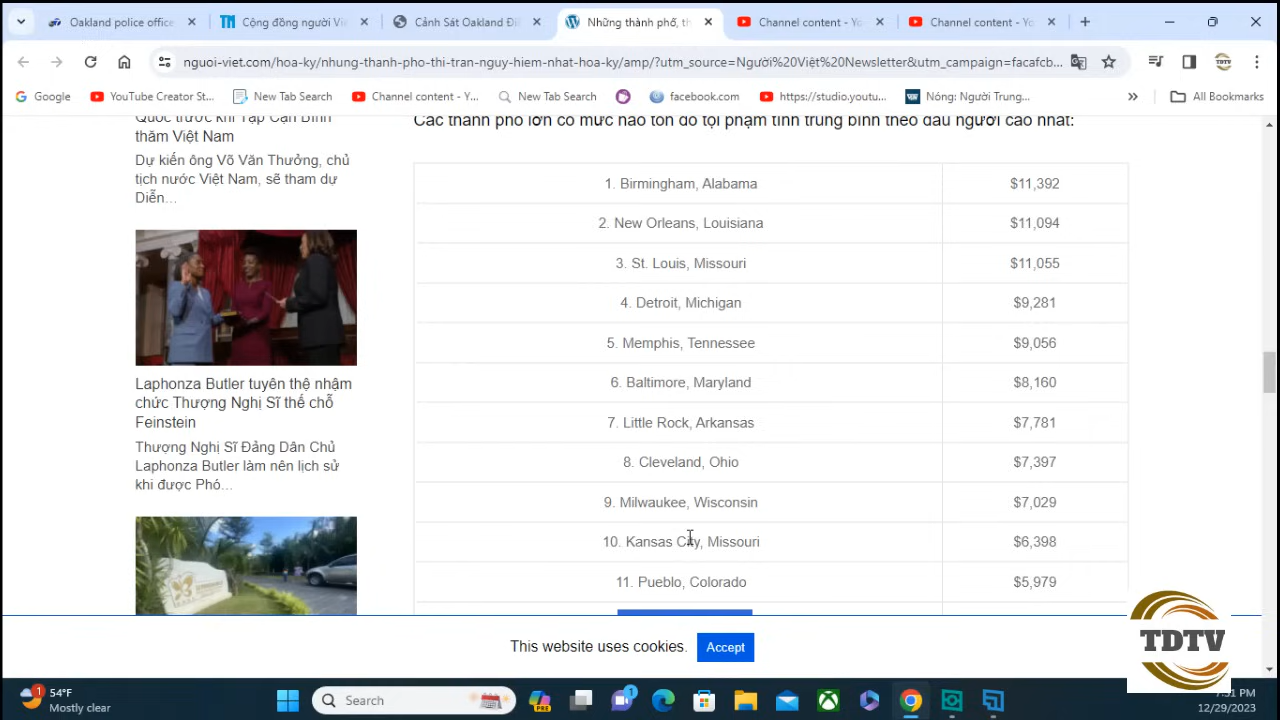 Oakland police office
Cộng đồng người Vi
Cảnh Sát Oakland Đi
Những thành phố, th
Channel content - Yo
Channel content - Yo
nguoi-viet.com/hoa-ky/nhung-thanh-pho-thi-tran-nguy-hiem-nhat-hoa-ky/amp/?utm_source=Người%20Việt%20Newsletter&utm_campaign=facafcb...
Google
YouTube Creator St...
New Tab Search
Channel content - Y...
New Tab Search
facebook.com
https://studio.youtu...
Nóng: Người Trung...
All Bookmarks
Quốc trước khi Tập Cận Bình
thăm Việt Nam
Dự kiến ông Võ Văn Thưởng, chủ
tịch nước Việt Nam, sẽ tham dự
Diễn...
Laphonza Butler tuyên thệ nhậm
chức Thượng Nghị Sĩ thế chỗ
Feinstein
Thượng Nghị Sĩ Đảng Dân Chủ
Laphonza Butler làm nên lịch sử
khi được Phó...
Các thành phố lớn có mức hao tổn do tội phạm tính trung bình theo đầu người cao nhất:
1. Birmingham, Alabama $11,392
2. New Orleans, Louisiana $11,094
3. St. Louis, Missouri $11,055
4. Detroit, Michigan $9,281
5. Memphis, Tennessee $9,056
6. Baltimore, Maryland $8,160
7. Little Rock, Arkansas $7,781
8. Cleveland, Ohio $7,397
9. Milwaukee, Wisconsin $7,029
10. Kansas City, Missouri $6,398
11. Pueblo, Colorado $5,979
This website uses cookies.
Accept
TDTV
54°F
Mostly clear
Search
12/29/2023